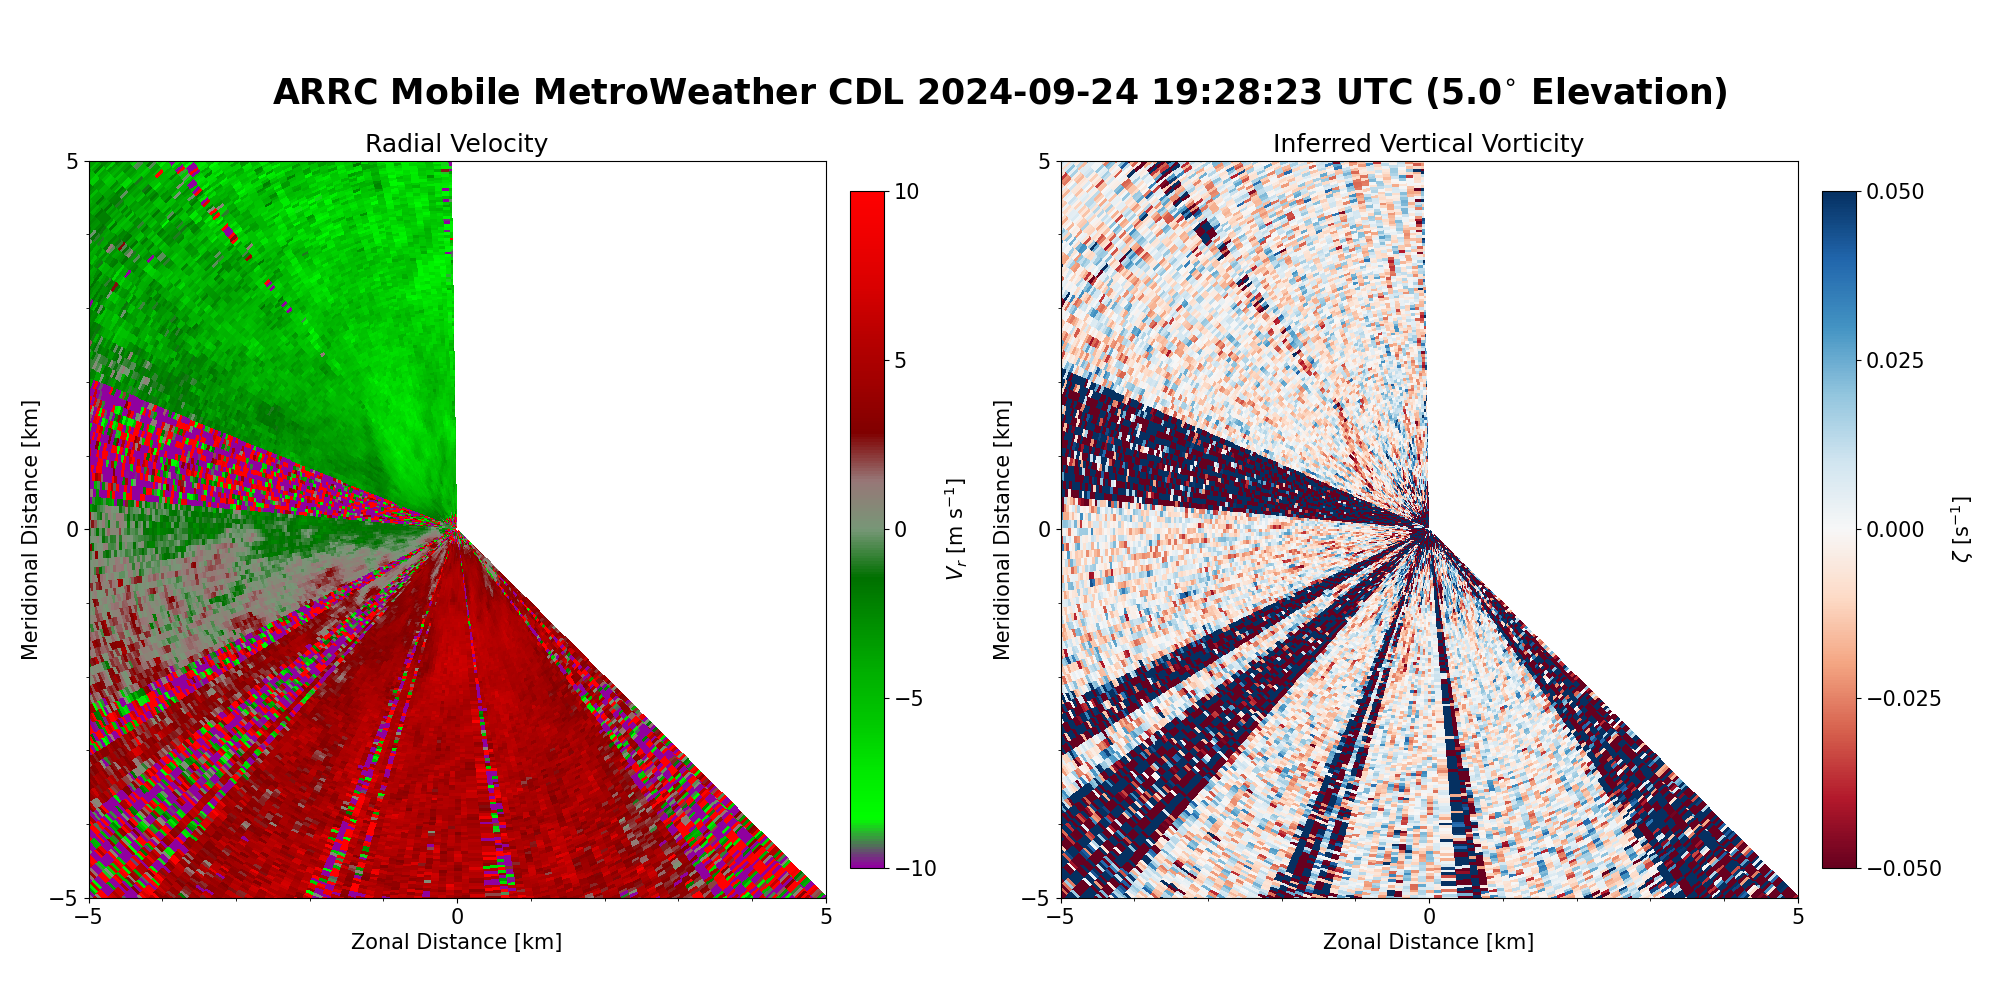 ARRC Mobile MetroWeather CDL 2024-09-24 19:28:23 UTC (5.0° Elevation)
Radial Velocity
Inferred Vertical Vorticity
5
0
−5
−5
0
5
Meridional Distance [km]
Zonal Distance [km]
10
5
0
−5
−10
V_r [m s⁻¹]
5
0
−5
−5
0
5
Meridional Distance [km]
Zonal Distance [km]
0.050
0.025
0.000
−0.025
−0.050
ζ [s⁻¹]